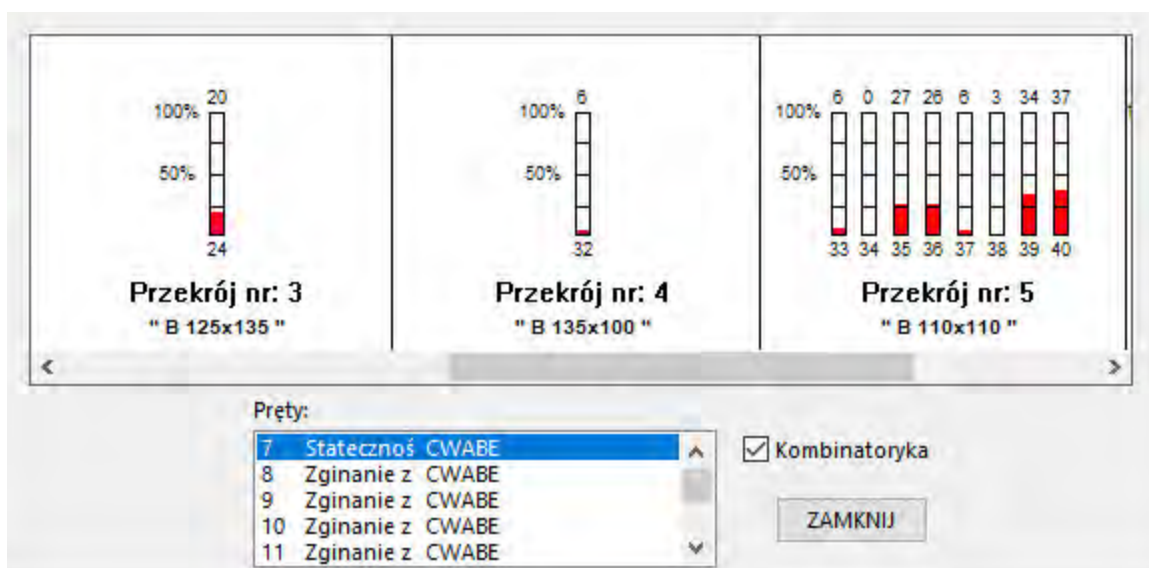 20
100%
50%
24
Przekrój nr: 3
" B 125x135 "
6
100%
50%
32
Przekrój nr: 4
" B 135x100 "
6 0 27 26 6 3 34 37
100%
50%
33 34 35 36 37 38 39 40
Przekrój nr: 5
" B 110x110 "
Pręty:
7 Statecznoś CWABE
8 Zginanie z CWABE
9 Zginanie z CWABE
10 Zginanie z CWABE
11 Zginanie z CWABE
Kombinatoryka
ZAMKNIJ